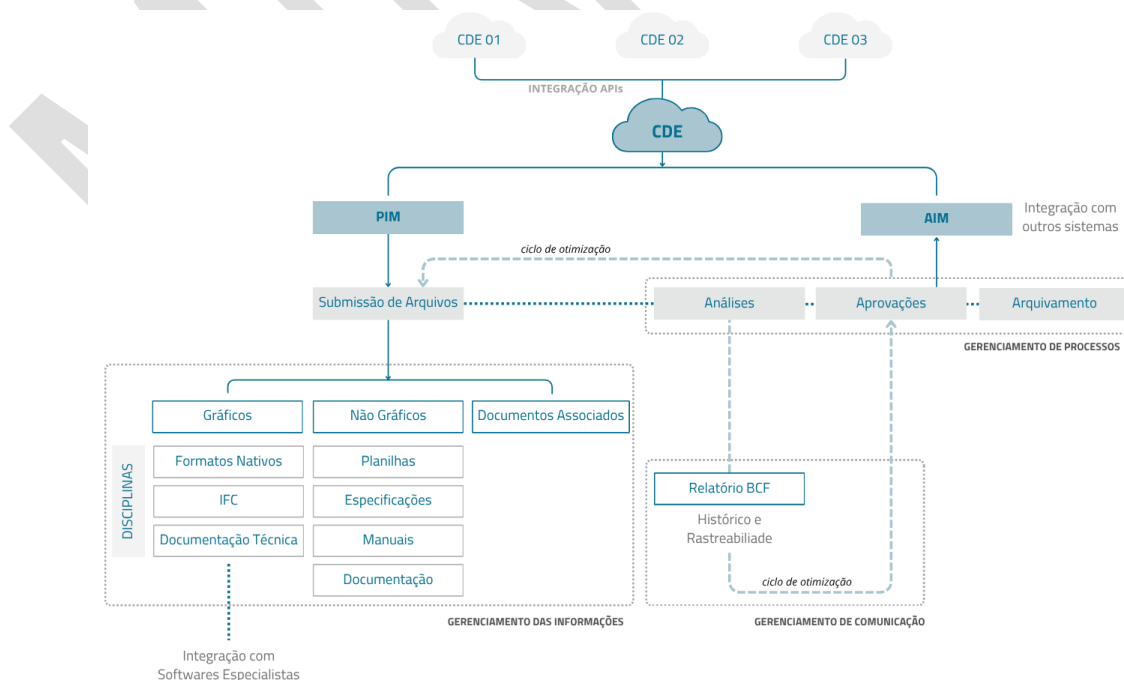 CDE 01
CDE 02
CDE 03
INTEGRAÇÃO APIs
CDE
PIM
AIM
Integração com
outros sistemas
ciclo de otimização
Submissão de Arquivos
Análises
Aprovações
Arquivamento
GERENCIAMENTO DE PROCESSOS
Gráficos
Não Gráficos
Documentos Associados
DISCIPLINAS
Formatos Nativos
Planilhas
IFC
Especificações
Documentação Técnica
Manuais
Documentação
Relatório BCF
Histórico e
Rastreabiliade
ciclo de otimização
GERENCIAMENTO DAS INFORMAÇÕES
GERENCIAMENTO DE COMUNICAÇÃO
Integração com
Softwares Especialistas